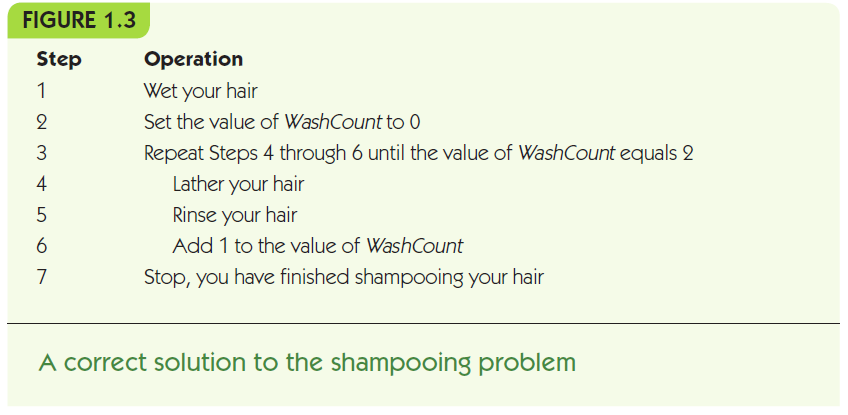 FIGURE 1.3
Step Operation
1 Wet your hair
2 Set the value of WashCount to 0
3 Repeat Steps 4 through 6 until the value of WashCount equals 2
4 Lather your hair
5 Rinse your hair
6 Add 1 to the value of WashCount
7 Stop, you have finished shampooing your hair
A correct solution to the shampooing problem